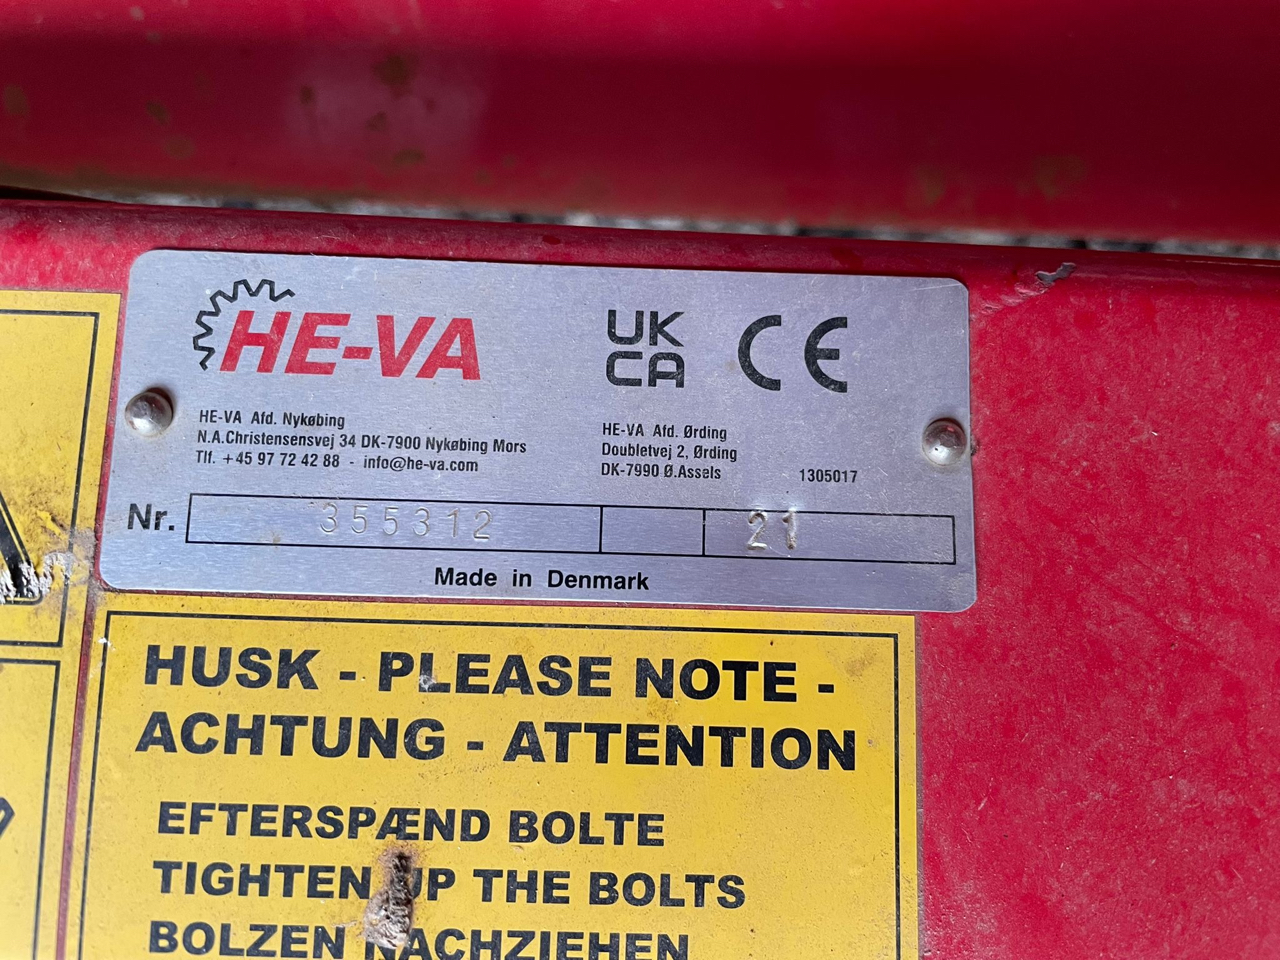 HE-VA
UK
CA
CE
HE-VA Afd. Nykøbing
N.A.Christensensvej 34 DK-7900 Nykøbing Mors
Tlf. +45 97 72 42 88 - info@he-va.com
HE-VA Afd. Ørding
Doubletvej 2, Ørding
DK-7990 Ø.Assels
1305017
Nr. 355312 21
Made in Denmark
HUSK - PLEASE NOTE -
ACHTUNG - ATTENTION
EFTERSPÆND BOLTE
TIGHTEN UP THE BOLTS
BOLZEN NACHZIEHEN